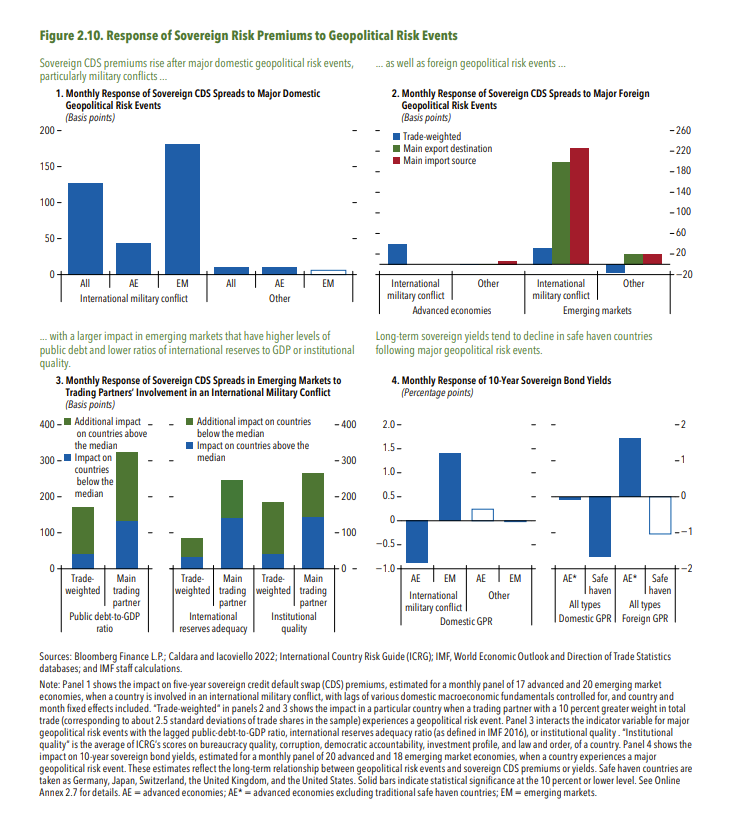 Figure 2.10. Response of Sovereign Risk Premiums to Geopolitical Risk Events
Sovereign CDS premiums rise after major domestic geopolitical risk events,
particularly military conflicts ...
1. Monthly Response of Sovereign CDS Spreads to Major Domestic
Geopolitical Risk Events
(Basis points)
200
150
100
50
0
All
AE
EM
All
AE
EM
International military conflict
Other
... as well as foreign geopolitical risk events ...
2. Monthly Response of Sovereign CDS Spreads to Major Foreign
Geopolitical Risk Events
(Basis points)
Trade-weighted
Main export destination
Main import source
260
220
180
140
100
60
20
−20
International
military conflict
Other
International
military conflict
Other
Advanced economies
Emerging markets
... with a larger impact in emerging markets that have higher levels of
public debt and lower ratios of international reserves to GDP or institutional
quality.
3. Monthly Response of Sovereign CDS Spreads in Emerging Markets to
Trading Partners’ Involvement in an International Military Conflict
(Basis points)
400
300
200
100
0
Additional impact
on countries above
the median
Impact on
countries
below the
median
Additional impact on countries
below the median
Impact on countries above the
median
400
300
200
100
0
Trade-
weighted
Main
trading
partner
Trade-
weighted
Main
trading
partner
Trade-
weighted
Main
trading
partner
Public debt-to-GDP
ratio
International
reserves adequacy
Institutional
quality
Long-term sovereign yields tend to decline in safe haven countries
following major geopolitical risk events.
4. Monthly Response of 10-Year Sovereign Bond Yields
(Percentage points)
2.0
1.5
1.0
0.5
0
−0.5
−1.0
2
1
0
−1
−2
AE
EM
AE
EM
International
military conflict
Other
Domestic GPR
AE*
Safe
haven
AE*
Safe
haven
All types
Domestic GPR
All types
Foreign GPR
Sources: Bloomberg Finance L.P.; Caldara and Iacoviello 2022; International Country Risk Guide (ICRG); IMF, World Economic Outlook and Direction of Trade Statistics
databases; and IMF staff calculations.
Note: Panel 1 shows the impact on five-year sovereign credit default swap (CDS) premiums, estimated for a monthly panel of 17 advanced and 20 emerging market
economies, when a country is involved in an international military conflict, with lags of various domestic macroeconomic fundamentals controlled for, and country and
month fixed effects included. “Trade-weighted” in panels 2 and 3 shows the impact in a particular country when a trading partner with a 10 percent greater weight in total
trade (corresponding to about 2.5 standard deviations of trade shares in the sample) experiences a geopolitical risk event. Panel 3 interacts the indicator variable for major
geopolitical risk events with the lagged public-debt-to-GDP ratio, international reserves adequacy ratio (as defined in IMF 2016), or institutional quality . “Institutional
quality” is the average of ICRG’s scores on bureaucracy quality, corruption, democratic accountability, investment profile, and law and order, of a country. Panel 4 shows the
impact on 10-year sovereign bond yields, estimated for a monthly panel of 20 advanced and 18 emerging market economies, when a country experiences a major
geopolitical risk event. These estimates reflect the long-term relationship between geopolitical risk events and sovereign CDS premiums or yields. Safe haven countries are
taken as Germany, Japan, Switzerland, the United Kingdom, and the United States. Solid bars indicate statistical significance at the 10 percent or lower level. See Online
Annex 2.7 for details. AE = advanced economies; AE* = advanced economies excluding traditional safe haven countries; EM = emerging markets.